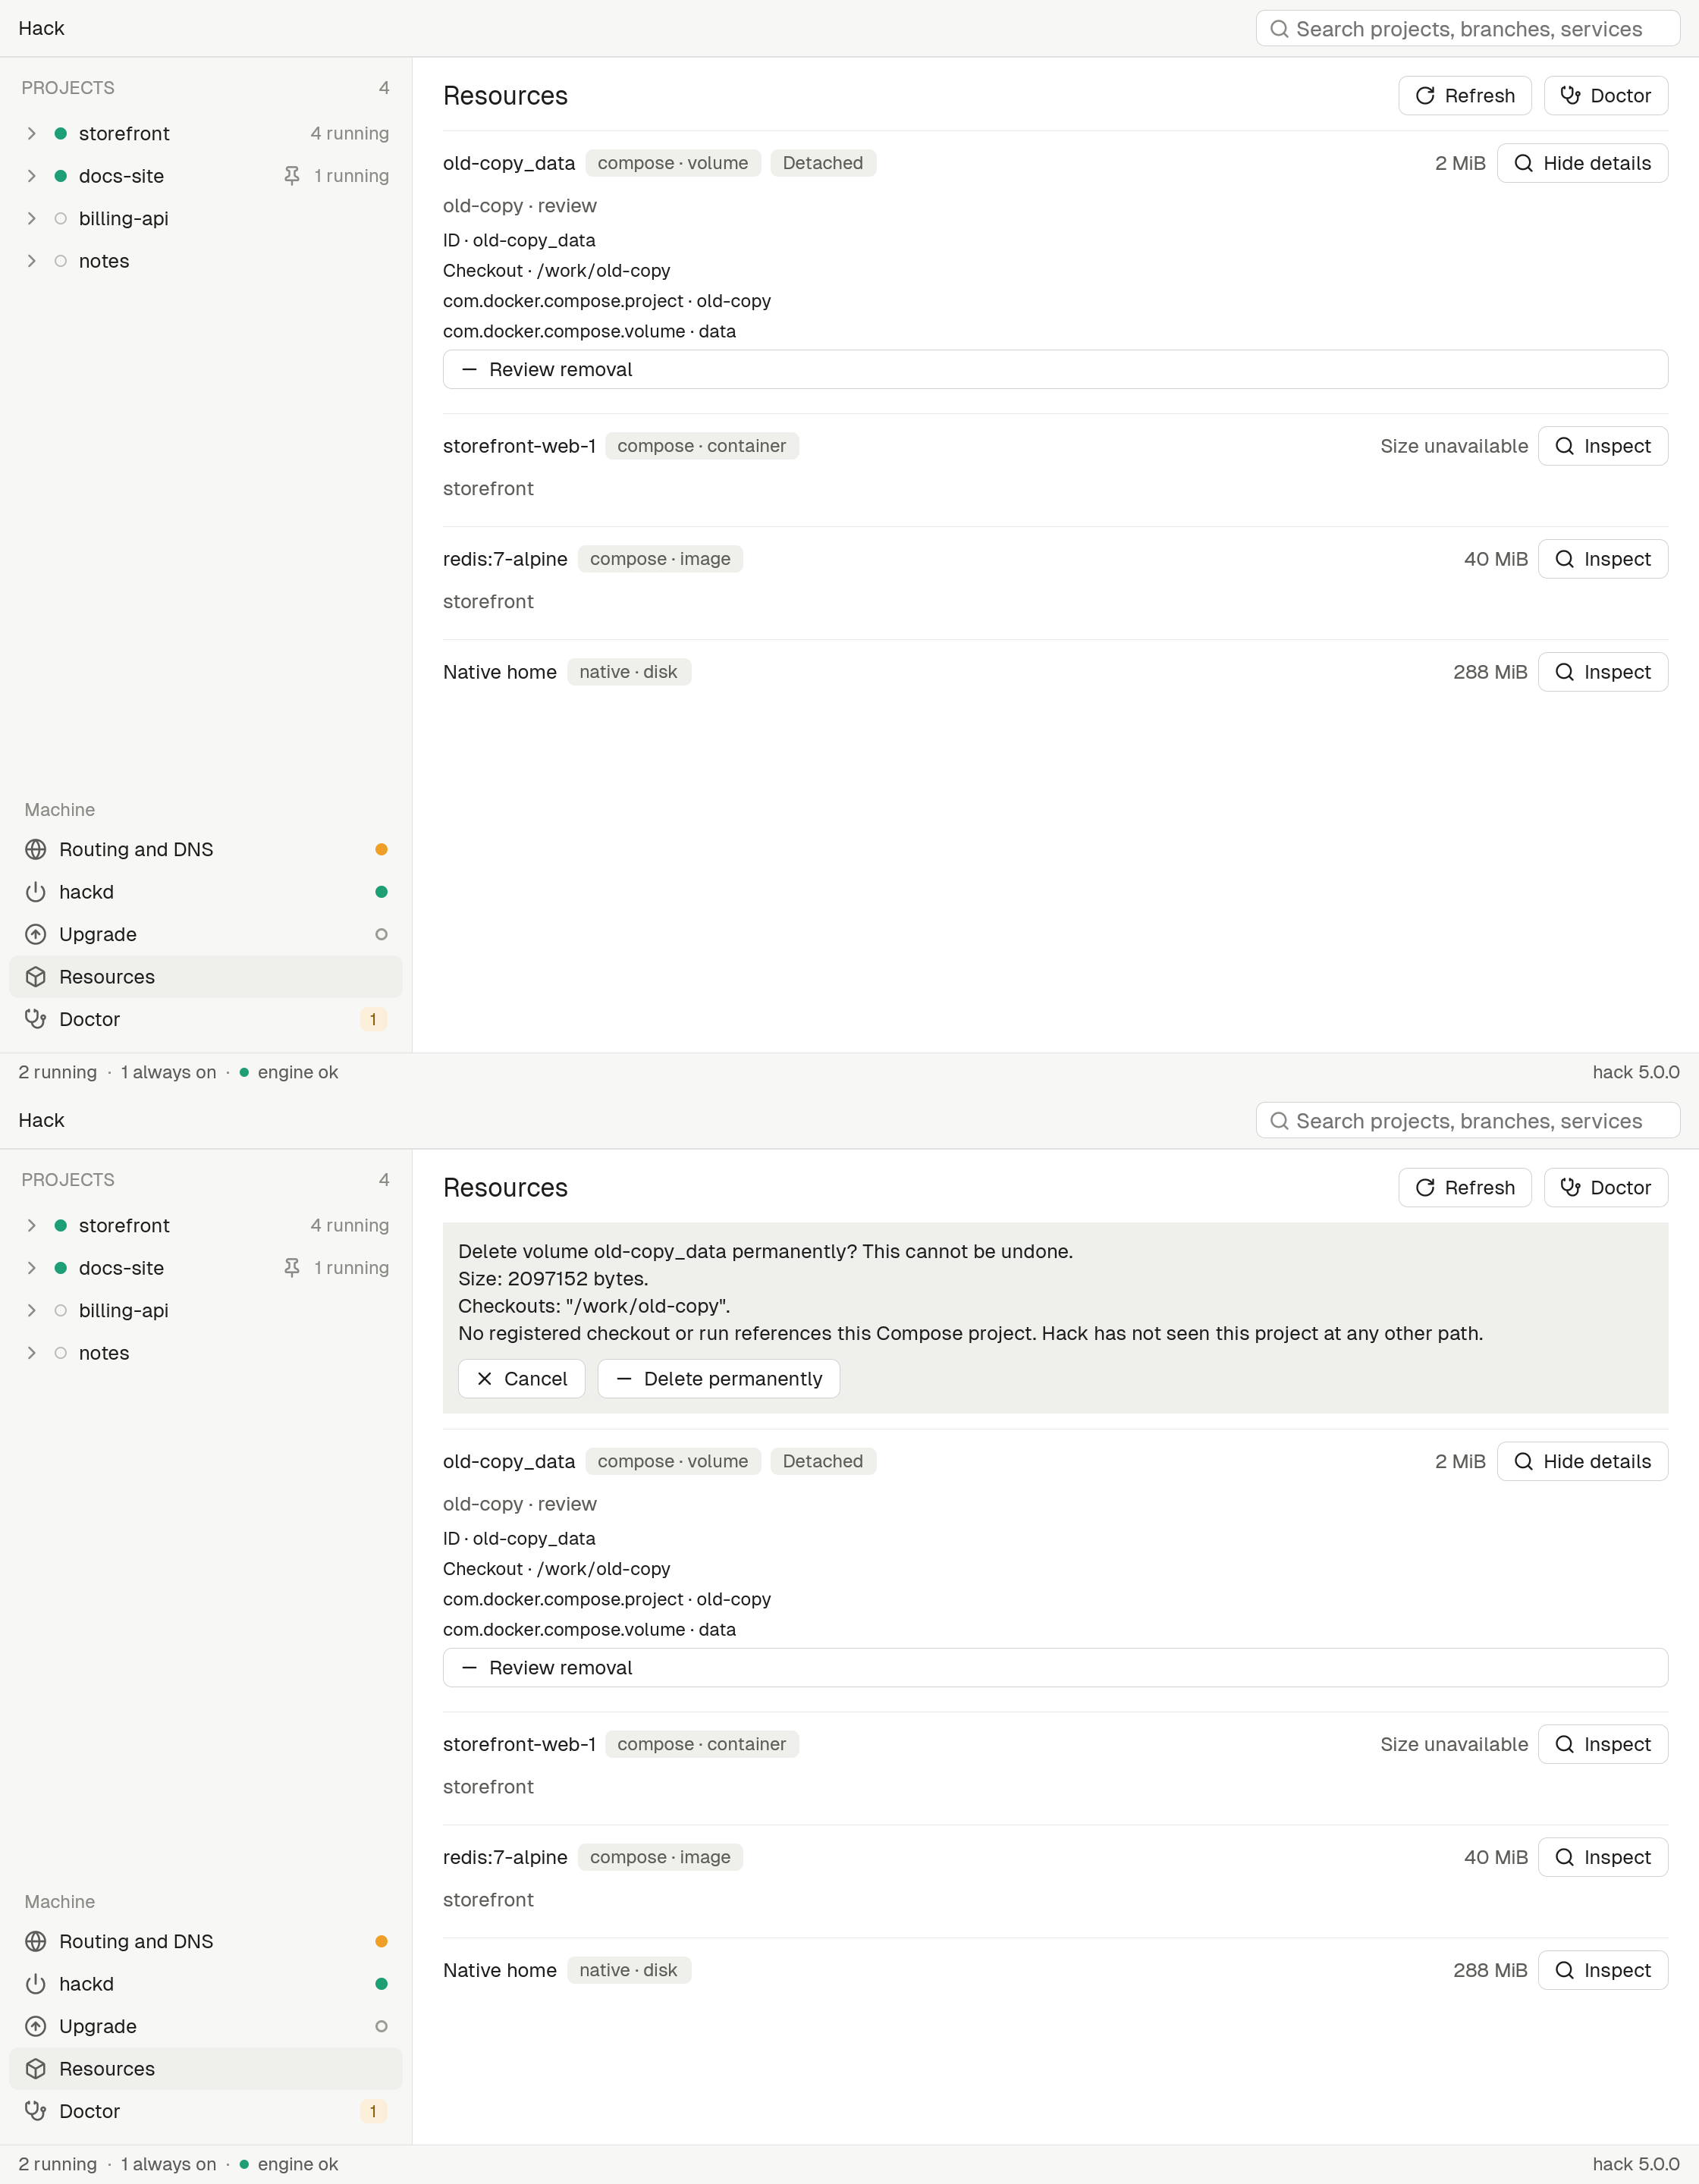 Hack
Search projects, branches, services
PROJECTS 4
storefront 4 running
docs-site 1 running
billing-api
notes
Machine
Routing and DNS
hackd
Upgrade
Resources
Doctor 1
Resources
Refresh
Doctor
old-copy_data compose · volume Detached 2 MiB Hide details
old-copy · review
ID · old-copy_data
Checkout · /work/old-copy
com.docker.compose.project · old-copy
com.docker.compose.volume · data
Review removal
storefront-web-1 compose · container Size unavailable Inspect
storefront
redis:7-alpine compose · image 40 MiB Inspect
storefront
Native home native · disk 288 MiB Inspect
2 running · 1 always on · engine ok hack 5.0.0
Hack
Search projects, branches, services
PROJECTS 4
storefront 4 running
docs-site 1 running
billing-api
notes
Machine
Routing and DNS
hackd
Upgrade
Resources
Doctor 1
Resources
Refresh
Doctor
Delete volume old-copy_data permanently? This cannot be undone.
Size: 2097152 bytes.
Checkouts: "/work/old-copy".
No registered checkout or run references this Compose project. Hack has not seen this project at any other path.
Cancel
Delete permanently
old-copy_data compose · volume Detached 2 MiB Hide details
old-copy · review
ID · old-copy_data
Checkout · /work/old-copy
com.docker.compose.project · old-copy
com.docker.compose.volume · data
Review removal
storefront-web-1 compose · container Size unavailable Inspect
storefront
redis:7-alpine compose · image 40 MiB Inspect
storefront
Native home native · disk 288 MiB Inspect
2 running · 1 always on · engine ok hack 5.0.0